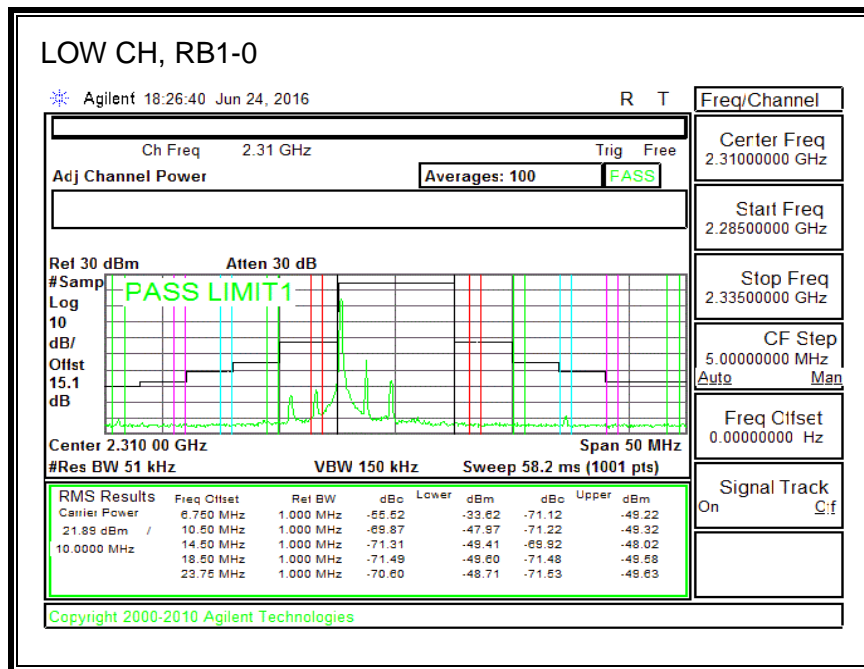 LOW CH, RB1-0
Agilent 18:26:40 Jun 24, 2016 R T
Freq/Channel
Ch Freq 2.31 GHz Trig Free
Adj Channel Power Averages: 100 PASS
Center Freq
2.31000000 GHz
Start Freq
2.28500000 GHz
Stop Freq
2.33500000 GHz
CF Step
5.00000000 MHz
Auto Man
Freq Offset
0.00000000 Hz
Signal Track
On Off
Ref 30 dBm Atten 30 dB
#Samp
Log
10
dB/
Offst
15.1
dB
PASS LIMIT1
Center 2.310 00 GHz Span 50 MHz
#Res BW 51 kHz VBW 150 kHz Sweep 58.2 ms (1001 pts)
RMS Results Freq Offset Ref BW dBc Lower dBm dBc Upper dBm
Carrier Power 6.750 MHz 1.000 MHz -55.52 -33.62 -71.12 -49.22
21.89 dBm / 10.50 MHz 1.000 MHz -69.87 -47.97 -71.22 -49.32
10.0000 MHz 14.50 MHz 1.000 MHz -71.31 -49.41 -69.92 -48.02
18.50 MHz 1.000 MHz -71.49 -49.60 -71.48 -49.58
23.75 MHz 1.000 MHz -70.60 -48.71 -71.53 -49.63
Copyright 2000-2010 Agilent Technologies